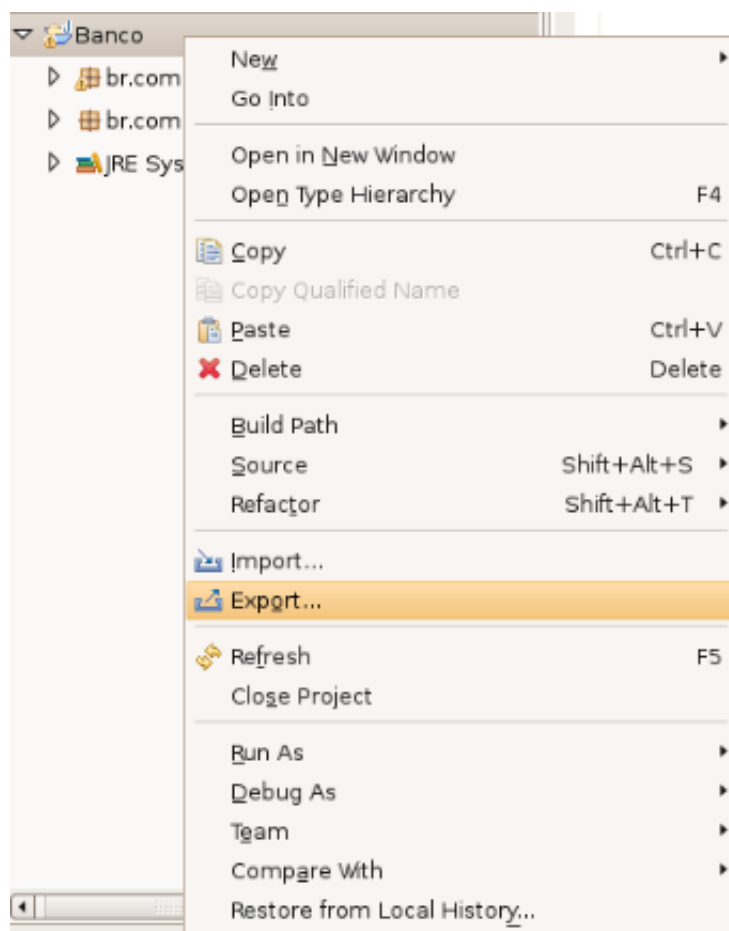 Banco
br.com
br.com
JRE Sys
New
Go Into
Open in New Window
Open Type Hierarchy F4
Copy Ctrl+C
Copy Qualified Name
Paste Ctrl+V
Delete Delete
Build Path
Source Shift+Alt+S
Refactor Shift+Alt+T
Import...
Export...
Refresh F5
Close Project
Run As
Debug As
Team
Compare With
Restore from Local History...